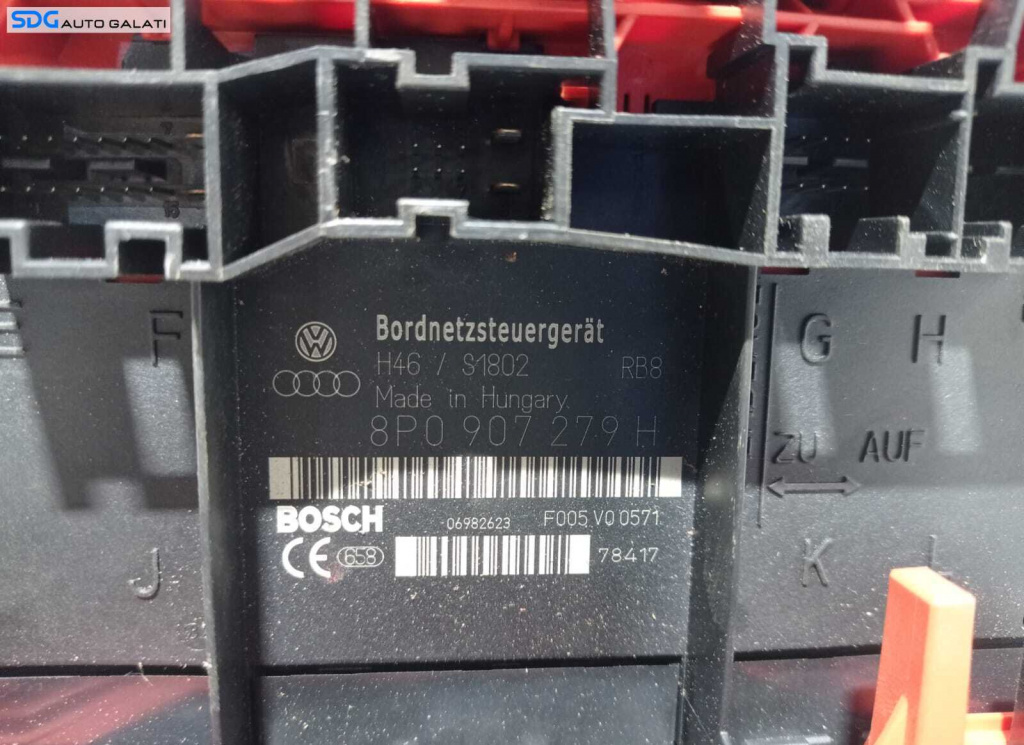 SDG AUTO GALATI
F
Bordnetzsteuergerät
H46 / S1802 RB8
Made in Hungary.
8P0 907 279 H
G H
ZU AUF
BOSCH 06982623 F005 V0 0571
CE 658 78417
J K L